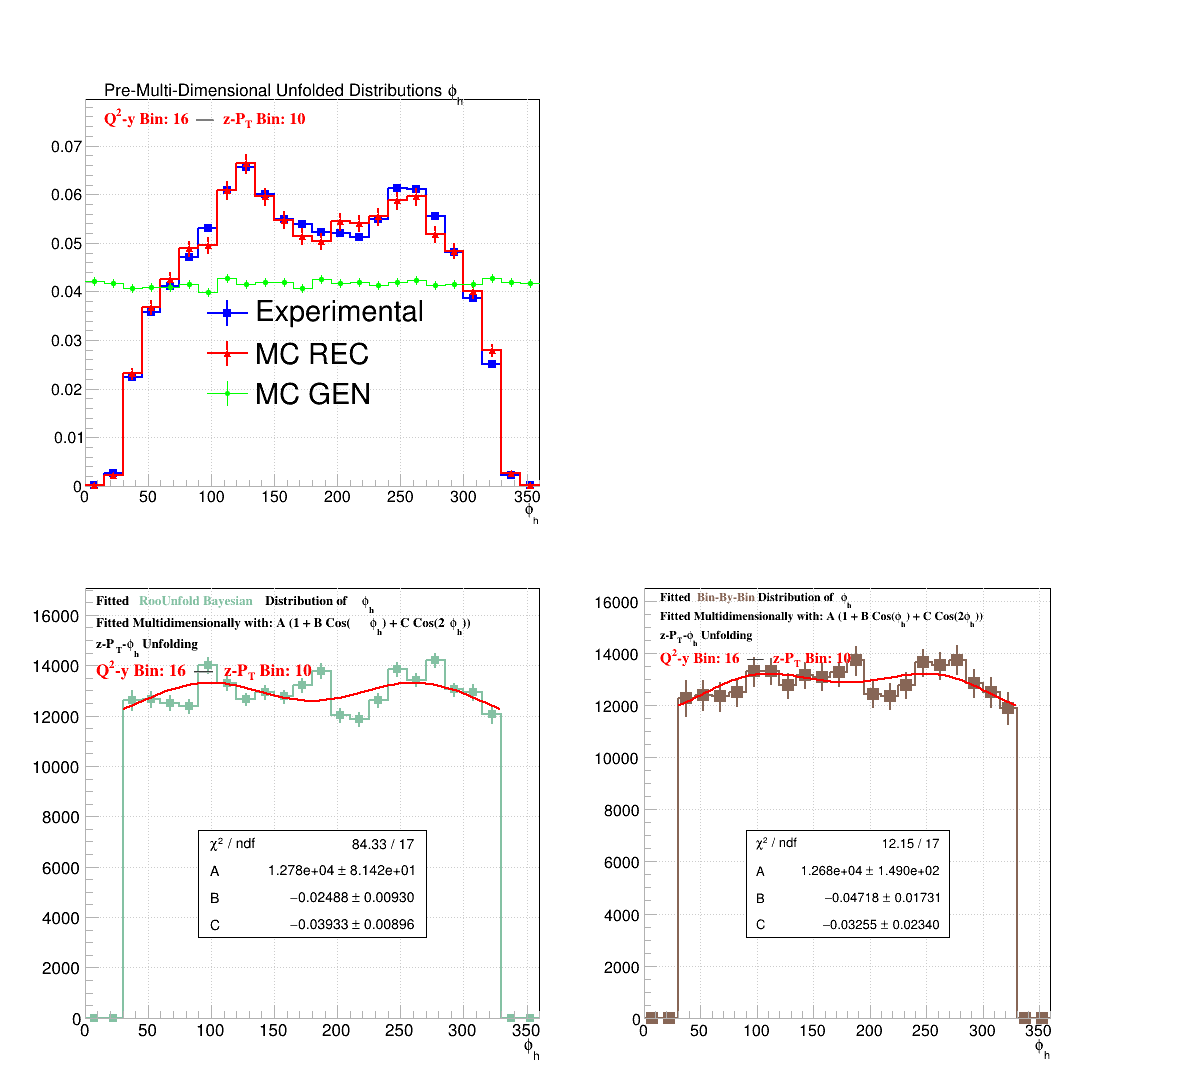 Pre-Multi-Dimensional Unfolded Distributions ϕh
Q²-y Bin: 16 — z-PT Bin: 10
0.07
0.06
0.05
0.04
0.03
0.02
0.01
0
Experimental
MC REC
MC GEN
0 50 100 150 200 250 300 350
ϕh
Fitted RooUnfold Bayesian Distribution of ϕh
Fitted Multidimensionally with: A (1 + B Cos( ϕh) + C Cos(2 ϕh))
z-PT-ϕh Unfolding
Q²-y Bin: 16 — z-PT Bin: 10
16000
14000
12000
10000
8000
6000
4000
2000
0
χ² / ndf 84.33 / 17
A 1.278e+04 ± 8.142e+01
B −0.02488 ± 0.00930
C −0.03933 ± 0.00896
0 50 100 150 200 250 300 350
ϕh
Fitted Bin-By-Bin Distribution of ϕh
Fitted Multidimensionally with: A (1 + B Cos(ϕh) + C Cos(2ϕh))
z-PT-ϕh Unfolding
Q²-y Bin: 16 — z-PT Bin: 10
16000
14000
12000
10000
8000
6000
4000
2000
0
χ² / ndf 12.15 / 17
A 1.268e+04 ± 1.490e+02
B −0.04718 ± 0.01731
C −0.03255 ± 0.02340
0 50 100 150 200 250 300 350
ϕh